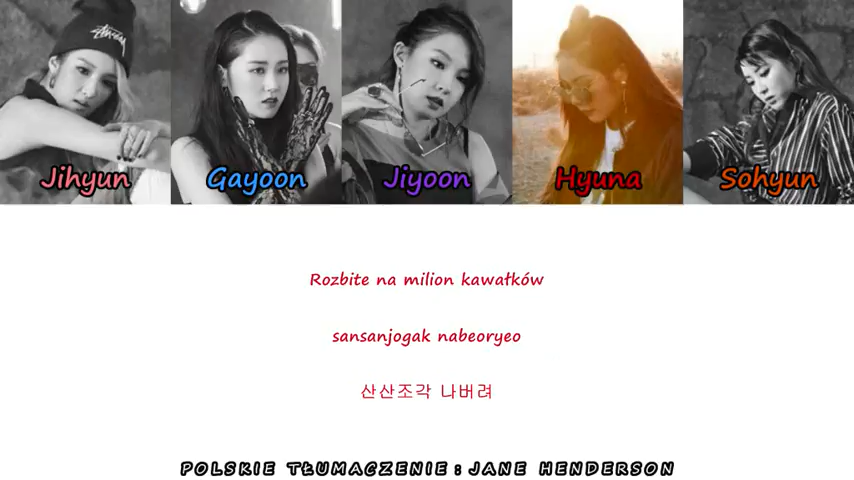 STUSSY
Jihyun Gayoon Jiyoon Hyuna Sohyun
Rozbite na milion kawałków
sansanjogak nabeoryeo
산산조각 나버려
POLSKIE TŁUMACZENIE : JANE HENDERSON